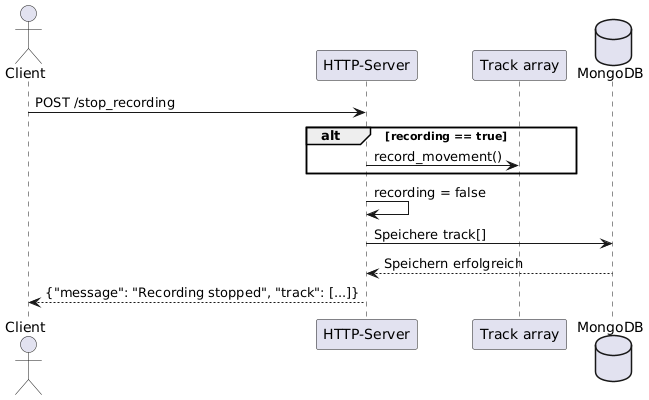 Client
HTTP-Server
Track array
MongoDB
POST /stop_recording
alt [recording == true]
record_movement()
recording = false
Speichere track[]
Speichern erfolgreich
{"message": "Recording stopped", "track": [...]}
Client
HTTP-Server
Track array
MongoDB